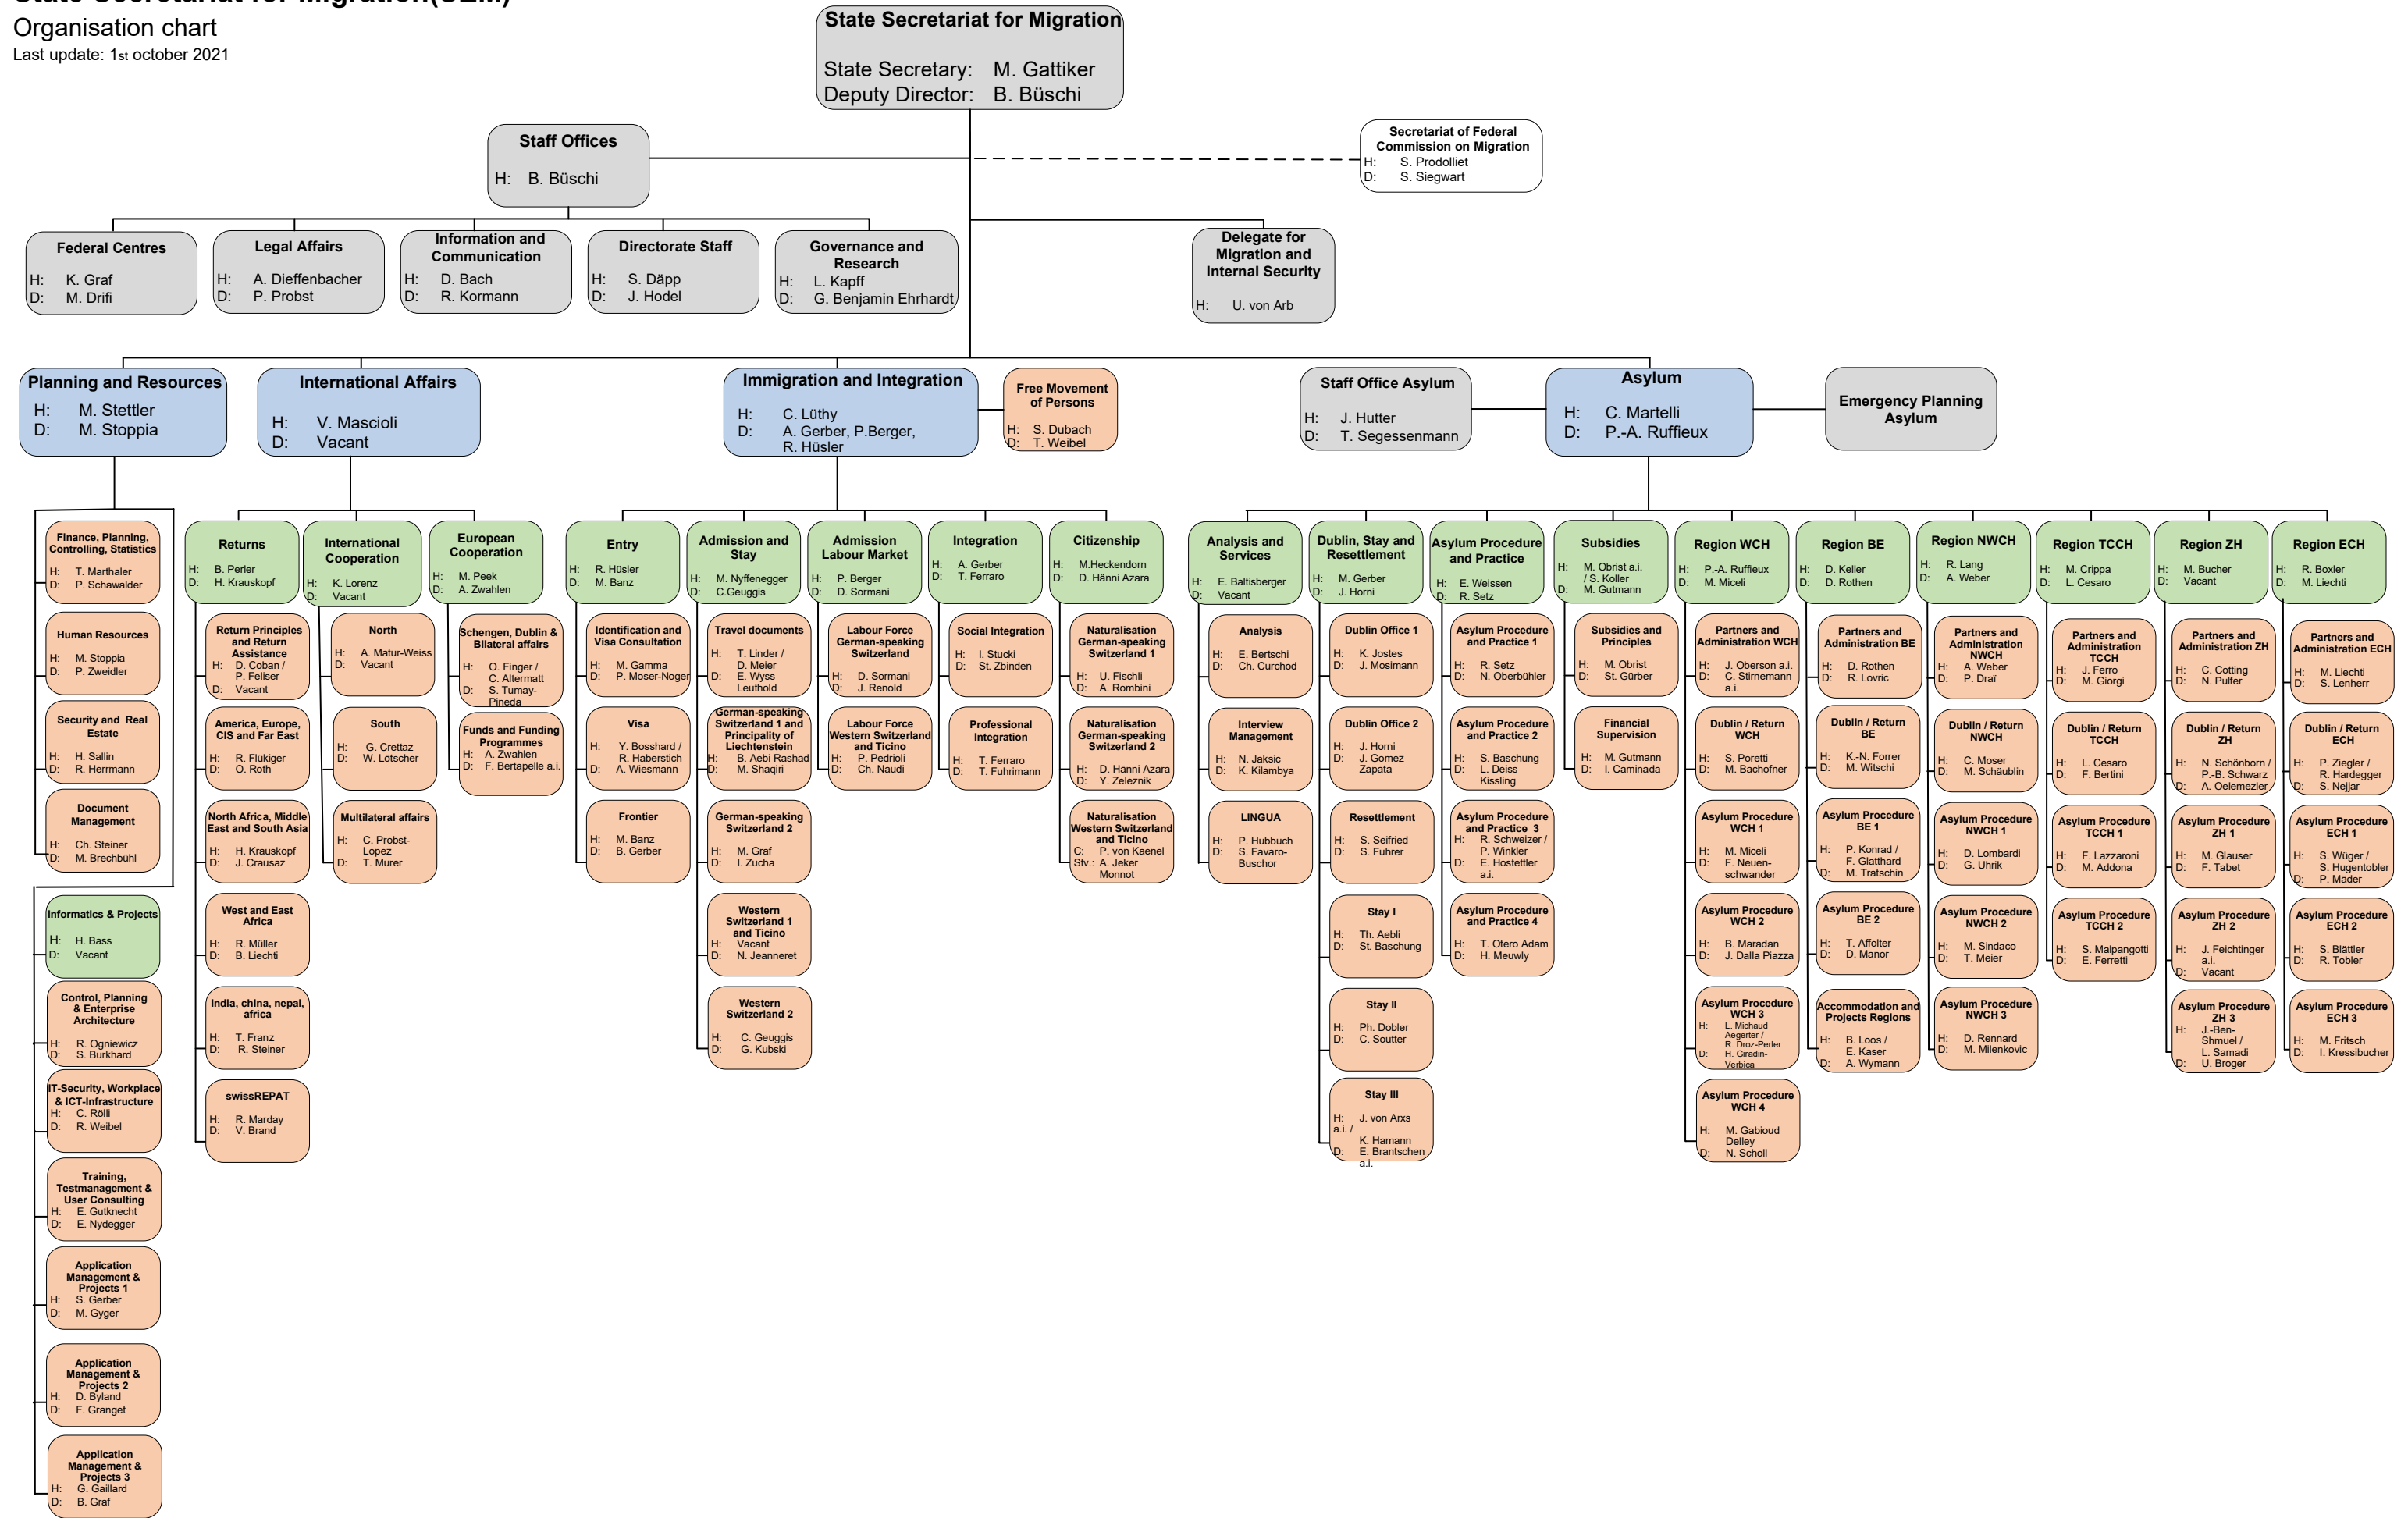 Organisation chart
Last update: 1st october 2021
State Secretariat for Migration
State Secretary: M. Gattiker
Deputy Director: B. Büschi
Staff Offices
H: B. Büschi
Secretariat of Federal
Commission on Migration
H: S. Prodolliet
D: S. Siegwart
Federal Centres
H: K. Graf
D: M. Drifi
Legal Affairs
H: A. Dieffenbacher
D: P. Probst
Information and
Communication
H: D. Bach
D: R. Kormann
Directorate Staff
H: S. Däpp
D: J. Hodel
Governance and
Research
H: L. Kapff
D: G. Benjamin Ehrhardt
Delegate for
Migration and
Internal Security
H: U. von Arb
Planning and Resources
H: M. Stettler
D: M. Stoppia
International Affairs
H: V. Mascioli
D: Vacant
Immigration and Integration
H: C. Lüthy
D: A. Gerber, P.Berger,
R. Hüsler
Free Movement
of Persons
H: S. Dubach
D: T. Weibel
Staff Office Asylum
H: J. Hutter
D: T. Segessenmann
Asylum
H: C. Martelli
D: P.-A. Ruffieux
Emergency Planning
Asylum
Finance, Planning,
Controlling, Statistics
H: T. Marthaler
D: P. Schawalder
Human Resources
H: M. Stoppia
D: P. Zweidler
Security and Real
Estate
H: H. Sallin
D: R. Herrmann
Document
Management
H: Ch. Steiner
D: M. Brechbühl
Informatics & Projects
H: H. Bass
D: Vacant
Control, Planning
& Enterprise
Architecture
H: R. Ogniewicz
D: S. Burkhard
IT-Security, Workplace
& ICT-Infrastructure
H: C. Rölli
D: R. Weibel
Training,
Testmanagement &
User Consulting
H: E. Gutknecht
D: E. Nydegger
Application
Management &
Projects 1
H: S. Gerber
D: M. Gyger
Application
Management &
Projects 2
H: D. Byland
D: F. Granget
Application
Management &
Projects 3
H: G. Gaillard
D: B. Graf
Returns
H: B. Perler
D: H. Krauskopf
Return Principles
and Return
Assistance
H: D. Coban /
P. Feliser
D: Vacant
America, Europe,
CIS and Far East
H: R. Flükiger
D: O. Roth
North Africa, Middle
East and South Asia
H: H. Krauskopf
D: J. Crausaz
West and East
Africa
H: R. Müller
D: B. Liechti
India, china, nepal,
africa
H: T. Franz
D: R. Steiner
swissREPAT
H: R. Marday
D: V. Brand
International
Cooperation
H: K. Lorenz
D: Vacant
North
H: A. Matur-Weiss
D: Vacant
South
H: G. Crettaz
D: W. Lötscher
Multilateral affairs
H: C. Probst-
Lopez
D: T. Murer
European
Cooperation
H: M. Peek
D: A. Zwahlen
Schengen, Dublin &
Bilateral affairs
H: O. Finger /
C. Altermatt
D: S. Tumay-
Pineda
Funds and Funding
Programmes
H: A. Zwahlen
D: F. Bertapelle a.i.
Entry
H: R. Hüsler
D: M. Banz
Identification and
Visa Consultation
H: M. Gamma
D: P. Moser-Noger
Visa
H: Y. Bosshard /
R. Haberstich
D: A. Wiesmann
Frontier
H: M. Banz
D: B. Gerber
Admission and
Stay
H: M. Nyffenegger
D: C.Geuggis
Travel documents
H: T. Linder /
D. Meier
D: E. Wyss
Leuthold
German-speaking
Switzerland 1 and
Principality of
Liechtenstein
H: B. Aebi Rashad
D: M. Shaqiri
German-speaking
Switzerland 2
H: M. Graf
D: I. Zucha
Western
Switzerland 1
and Ticino
H: Vacant
D: N. Jeanneret
Western
Switzerland 2
H: C. Geuggis
D: G. Kubski
Admission
Labour Market
H: P. Berger
D: D. Sormani
Labour Force
German-speaking
Switzerland
H: D. Sormani
D: J. Renold
Labour Force
Western Switzerland
and Ticino
H: P. Pedrioli
D: Ch. Naudi
Integration
H: A. Gerber
D: T. Ferraro
Social Integration
H: I. Stucki
D: St. Zbinden
Professional
Integration
H: T. Ferraro
D: T. Fuhrimann
Citizenship
H: M.Heckendorn
D: D. Hänni Azara
Naturalisation
German-speaking
Switzerland 1
H: U. Fischli
D: A. Rombini
Naturalisation
German-speaking
Switzerland 2
H: D. Hänni Azara
D: Y. Zeleznik
Naturalisation
Western Switzerland
and Ticino
C: P. von Kaenel
Stv.: A. Jeker
Monnot
Analysis and
Services
H: E. Baltisberger
D: Vacant
Analysis
H: E. Bertschi
D: Ch. Curchod
Interview
Management
H: N. Jaksic
D: K. Kilambya
LINGUA
H: P. Hubbuch
D: S. Favaro-
Buschor
Dublin, Stay and
Resettlement
H: M. Gerber
D: J. Horni
Dublin Office 1
H: K. Jostes
D: J. Mosimann
Dublin Office 2
H: J. Horni
D: J. Gomez
Zapata
Resettlement
H: S. Seifried
D: S. Fuhrer
Stay I
H: Th. Aebli
D: St. Baschung
Stay II
H: Ph. Dobler
D: C. Soutter
Stay III
H: J. von Arxs
a.i. /
K. Hamann
D: E. Brantschen
a.i.
Asylum Procedure
and Practice
H: E. Weissen
D: R. Setz
Asylum Procedure
and Practice 1
H: R. Setz
D: N. Oberbühler
Asylum Procedure
and Practice 2
H: S. Baschung
D: L. Deiss
Kissling
Asylum Procedure
and Practice 3
H: R. Schweizer /
P. Winkler
D: E. Hostettler
a.i.
Asylum Procedure
and Practice 4
H: T. Otero Adam
D: H. Meuwly
Subsidies
H: M. Obrist a.i.
/ S. Koller
D: M. Gutmann
Subsidies and
Principles
H: M. Obrist
D: St. Gürber
Financial
Supervision
H: M. Gutmann
D: I. Caminada
Region WCH
H: P.-A. Ruffieux
D: M. Miceli
Partners and
Administration WCH
H: J. Oberson a.i.
D: C. Stirnemann
a.i.
Dublin / Return
WCH
H: S. Poretti
D: M. Bachofner
Asylum Procedure
WCH 1
H: M. Miceli
D: F. Neuen-
schwander
Asylum Procedure
WCH 2
H: B. Maradan
D: J. Dalla Piazza
Asylum Procedure
WCH 3
H: L. Michaud
Aegerter /
R. Droz-Perler
D: H. Giradin-
Verbica
Asylum Procedure
WCH 4
H: M. Gabioud
Delley
D: N. Scholl
Region BE
H: D. Keller
D: D. Rothen
Partners and
Administration BE
H: D. Rothen
D: R. Lovric
Dublin / Return
BE
H: K.-N. Forrer
D: M. Witschi
Asylum Procedure
BE 1
H: P. Konrad /
F. Glatthard
D: M. Tratschin
Asylum Procedure
BE 2
H: T. Affolter
D: D. Manor
Accommodation and
Projects Regions
H: B. Loos /
E. Kaser
D: A. Wymann
Region NWCH
H: R. Lang
D: A. Weber
Partners and
Administration
NWCH
H: A. Weber
D: P. Draï
Dublin / Return
NWCH
H: C. Moser
D: M. Schäublin
Asylum Procedure
NWCH 1
H: D. Lombardi
D: G. Uhrik
Asylum Procedure
NWCH 2
H: M. Sindaco
D: T. Meier
Asylum Procedure
NWCH 3
H: D. Rennard
D: M. Milenkovic
Region TCCH
H: M. Crippa
D: L. Cesaro
Partners and
Administration
TCCH
H: J. Ferro
D: M. Giorgi
Dublin / Return
TCCH
H: L. Cesaro
D: F. Bertini
Asylum Procedure
TCCH 1
H: F. Lazzaroni
D: M. Addona
Asylum Procedure
TCCH 2
H: S. Malpangotti
D: E. Ferretti
Region ZH
H: M. Bucher
D: Vacant
Partners and
Administration ZH
H: C. Cotting
D: N. Pulfer
Dublin / Return
ZH
H: N. Schönborn /
P.-B. Schwarz
D: A. Oelemezler
Asylum Procedure
ZH 1
H: M. Glauser
D: F. Tabet
Asylum Procedure
ZH 2
H: J. Feichtinger
a.i.
D: Vacant
Asylum Procedure
ZH 3
H: J.-Ben-
Shmuel /
L. Samadi
D: U. Broger
Region ECH
H: R. Boxler
D: M. Liechti
Partners and
Administration ECH
H: M. Liechti
D: S. Lenherr
Dublin / Return
ECH
H: P. Ziegler /
R. Hardegger
D: S. Nejjar
Asylum Procedure
ECH 1
H: S. Wüger /
S. Hugentobler
D: P. Mäder
Asylum Procedure
ECH 2
H: S. Blättler
D: R. Tobler
Asylum Procedure
ECH 3
H: M. Fritsch
D: I. Kressibucher